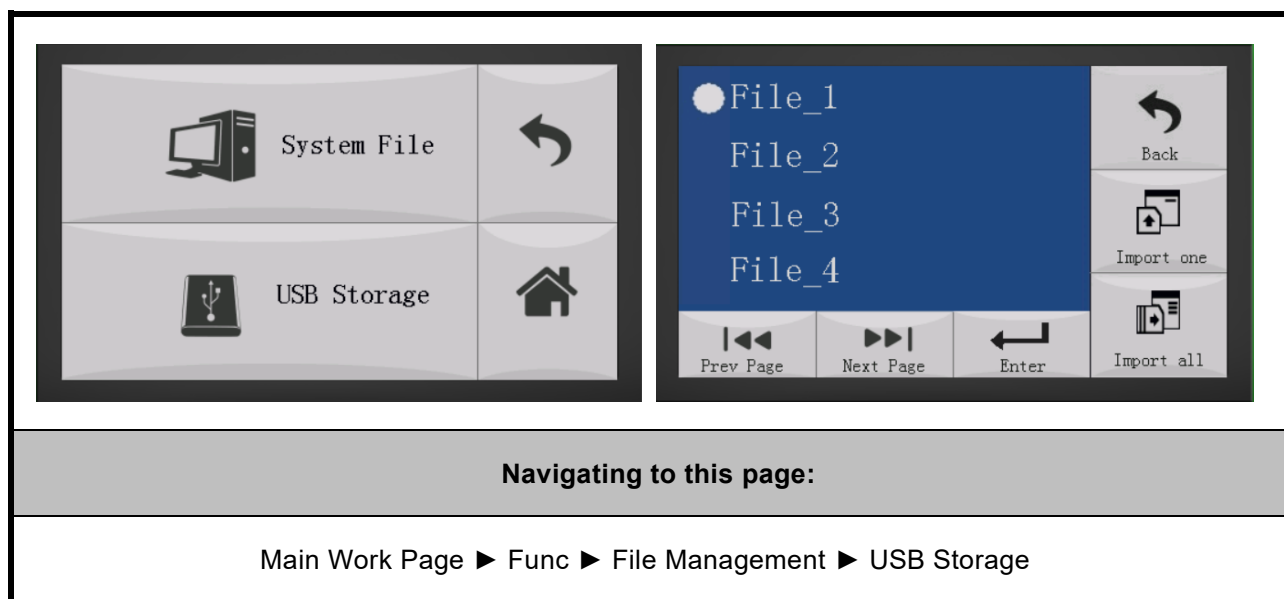 System File
USB Storage
File_1
File_2
File_3
File_4
Back
Import one
Import all
Prev Page
Next Page
Enter
Navigating to this page:
Main Work Page ► Func ► File Management ► USB Storage